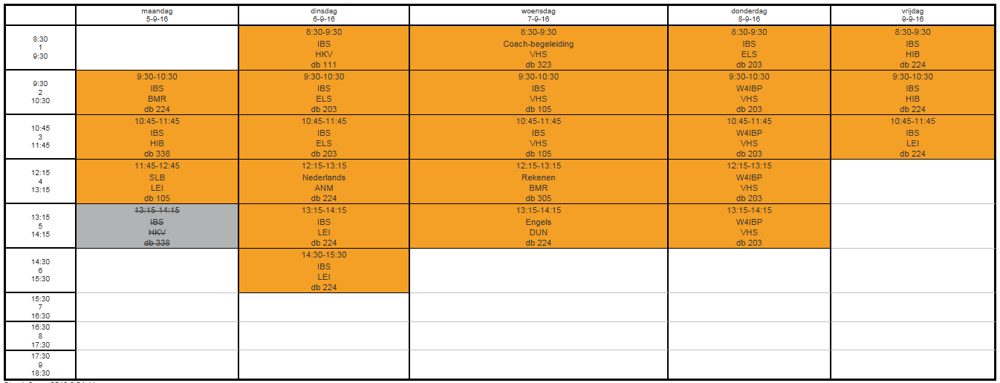 maandag
5-9-16
dinsdag
6-9-16
woensdag
7-9-16
donderdag
8-9-16
vrijdag
9-9-16
8:30
1
9:30
8:30-9:30
IBS
HKV
db 111
8:30-9:30
Coach-begeleiding
VHS
db 323
8:30-9:30
IBS
ELS
db 203
8:30-9:30
IBS
HIB
db 224
9:30
2
10:30
9:30-10:30
IBS
BMR
db 224
9:30-10:30
IBS
ELS
db 203
9:30-10:30
IBS
VHS
db 105
9:30-10:30
W4IBP
VHS
db 203
9:30-10:30
IBS
HIB
db 224
10:45
3
11:45
10:45-11:45
IBS
HIB
db 338
10:45-11:45
IBS
ELS
db 203
10:45-11:45
IBS
VHS
db 105
10:45-11:45
W4IBP
VHS
db 203
10:45-11:45
IBS
LEI
db 224
12:15
4
13:15
11:45-12:45
SLB
LEI
db 105
12:15-13:15
Nederlands
ANM
db 224
12:15-13:15
Rekenen
BMR
db 305
12:15-13:15
W4IBP
VHS
db 203
13:15
5
14:15
13:15-14:15
IBS
HKV
db 338
13:15-14:15
IBS
LEI
db 224
13:15-14:15
Engels
DUN
db 224
13:15-14:15
W4IBP
VHS
db 203
14:30
6
15:30
14:30-15:30
IBS
LEI
db 224
15:30
7
16:30
16:30
8
17:30
17:30
9
18:30